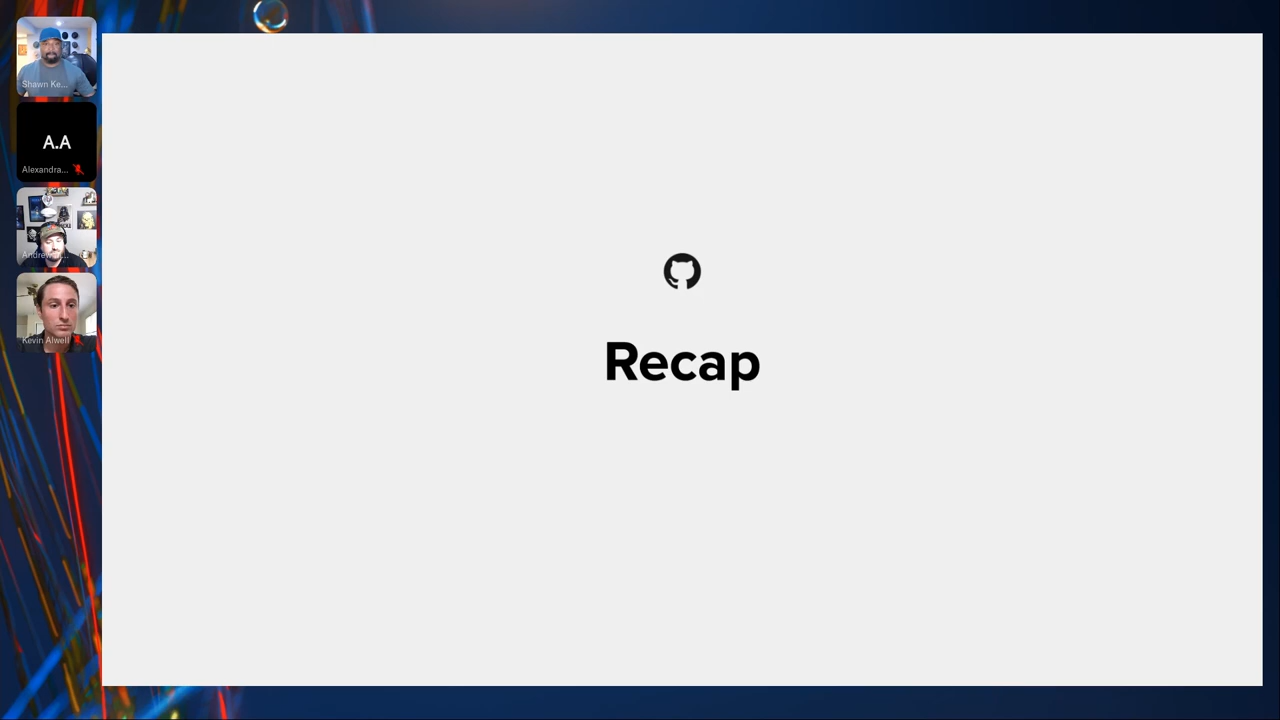 Shawn Ke...
A.A
Alexandra...
Kevin Alwell
Recap